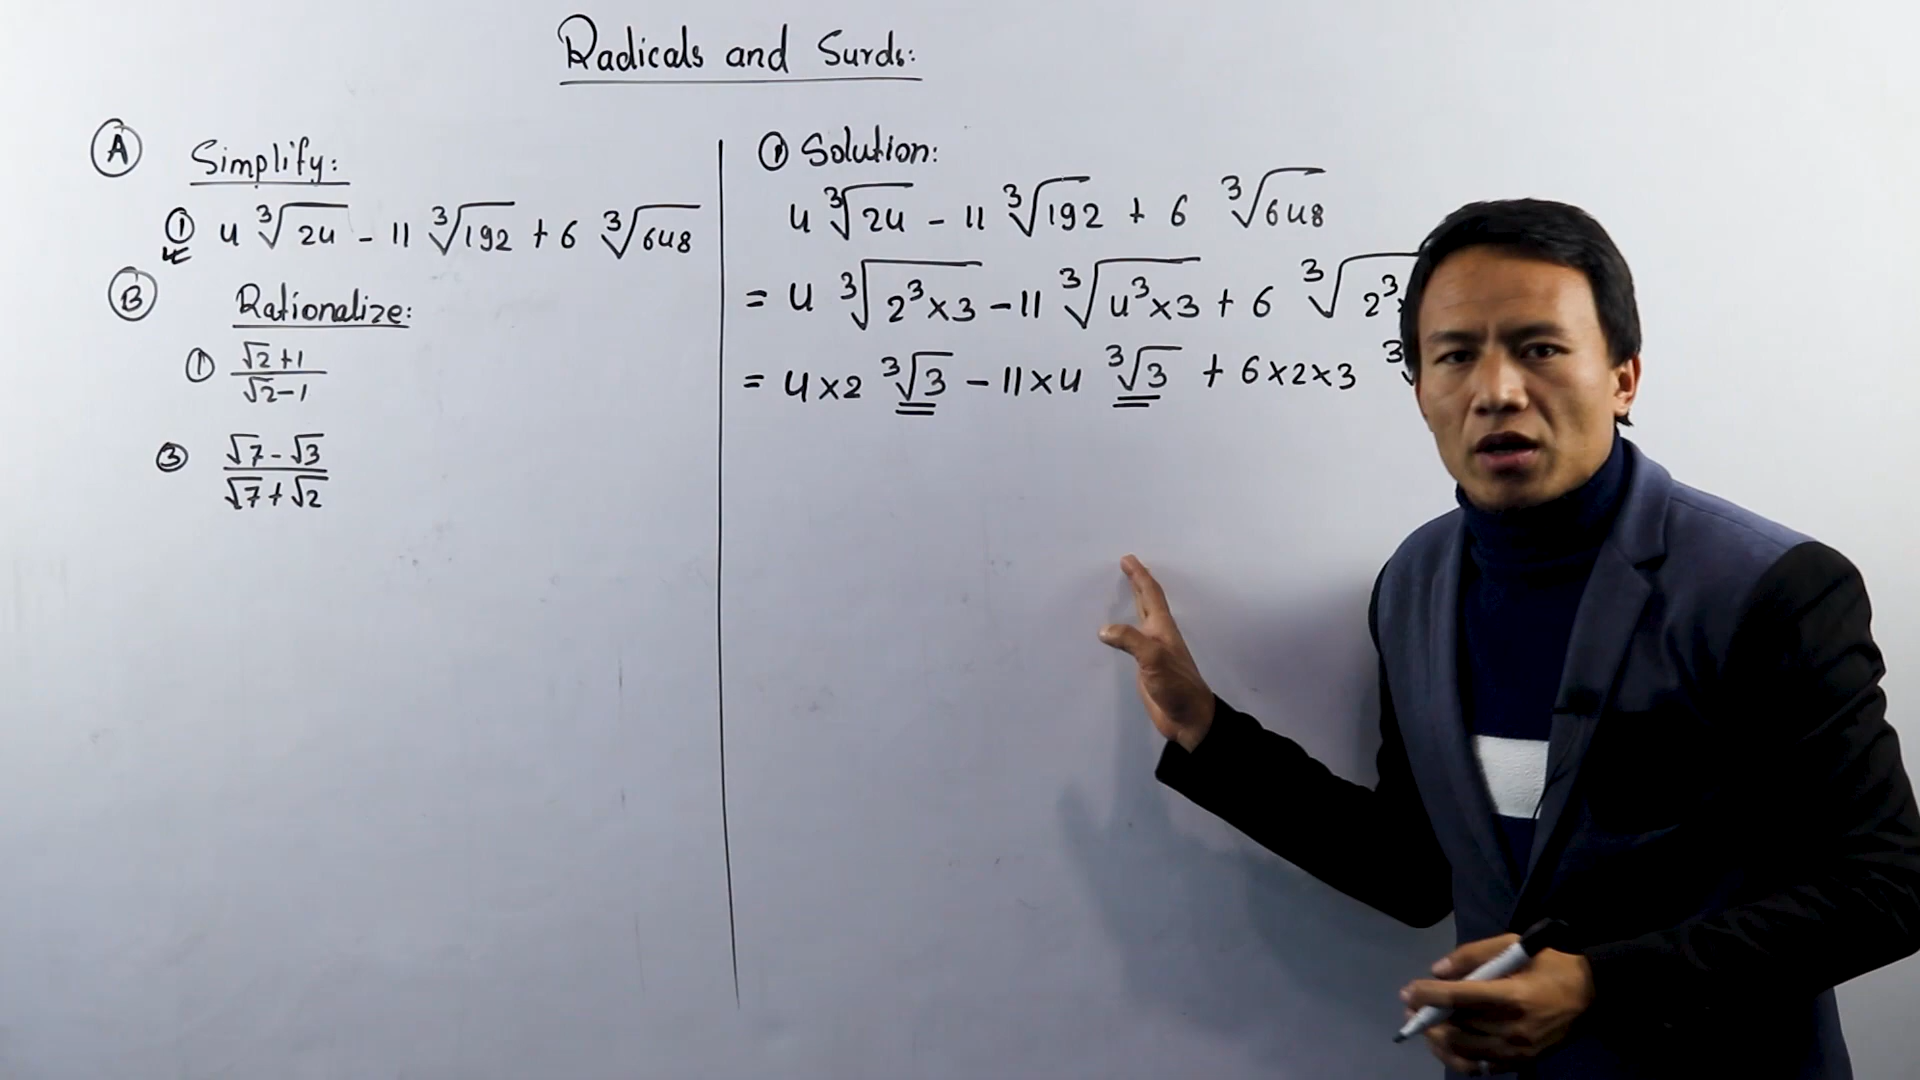 Radicals and Surds:
A Simplify:
① 4 ∛24 - 11 ∛192 + 6 ∛648
B Rationalize:
① (√2+1)/(√2-1)
③ (√7-√3)/(√7+√2)
① Solution:
4 ∛24 - 11 ∛192 + 6 ∛648
= 4 ∛(2³×3) - 11 ∛(4³×3) + 6 ∛(2³
= 4×2 ∛3 - 11×4 ∛3 + 6×2×3 ∛